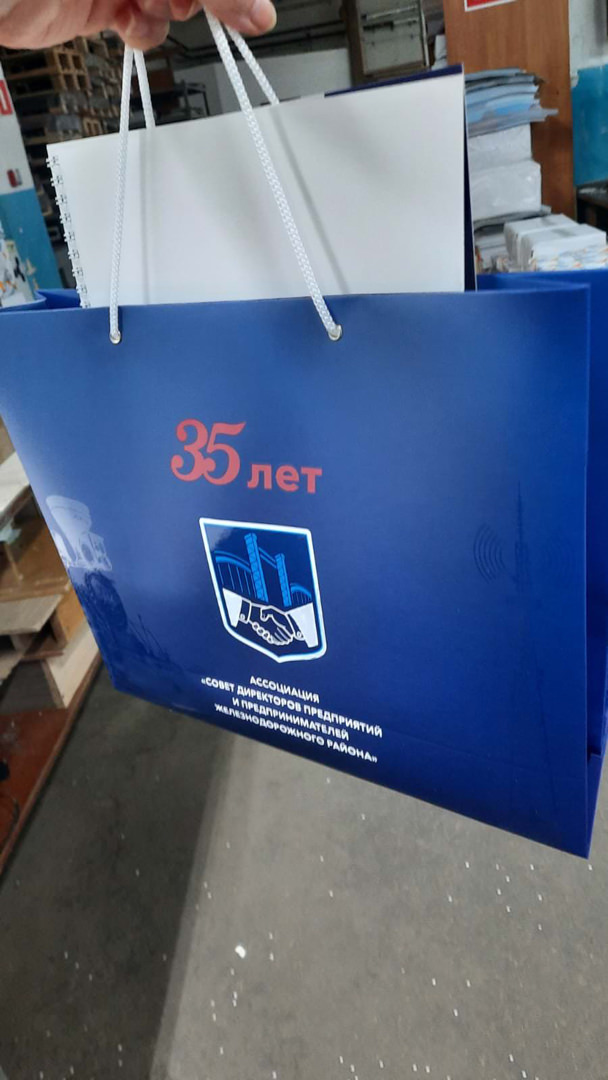 35 лет
АССОЦИАЦИЯ
«СОВЕТ ДИРЕКТОРОВ ПРЕДПРИЯТИЙ
И ПРЕДПРИНИМАТЕЛЕЙ
ЖЕЛЕЗНОДОРОЖНОГО РАЙОНА»